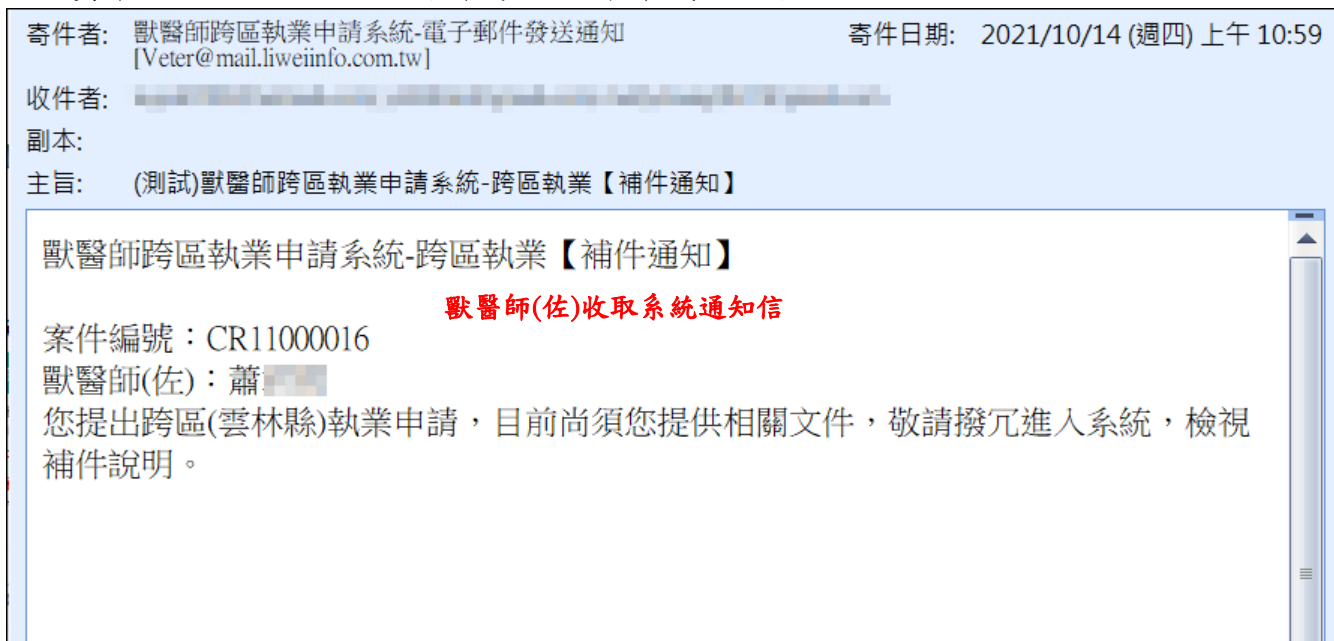 寄件者: 獸醫師跨區執業申請系統-電子郵件發送通知 寄件日期: 2021/10/14 (週四) 上午 10:59
[Veter@mail.liweiinfo.com.tw]
收件者:
副本:
主旨: (測試)獸醫師跨區執業申請系統-跨區執業【補件通知】
獸醫師跨區執業申請系統-跨區執業【補件通知】
獸醫師(佐)收取系統通知信
案件編號：CR11000016
獸醫師(佐)：蕭
您提出跨區(雲林縣)執業申請，目前尚須您提供相關文件，敬請撥冗進入系統，檢視
補件說明。